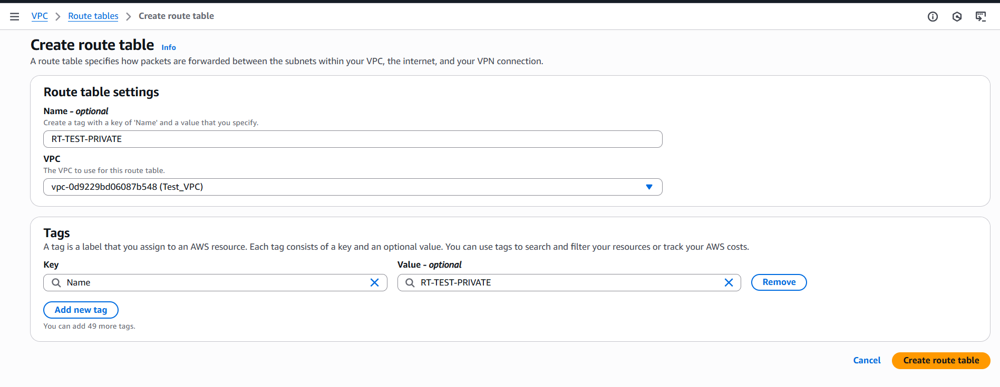 VPC > Route tables > Create route table
Create route table Info
A route table specifies how packets are forwarded between the subnets within your VPC, the internet, and your VPN connection.
Route table settings
Name - optional
Create a tag with a key of 'Name' and a value that you specify.
RT-TEST-PRIVATE
VPC
The VPC to use for this route table.
vpc-0d9229bd06087b548 (Test_VPC)
Tags
A tag is a label that you assign to an AWS resource. Each tag consists of a key and an optional value. You can use tags to search and filter your resources or track your AWS costs.
Key Value - optional
Name RT-TEST-PRIVATE Remove
Add new tag
You can add 49 more tags.
Cancel Create route table